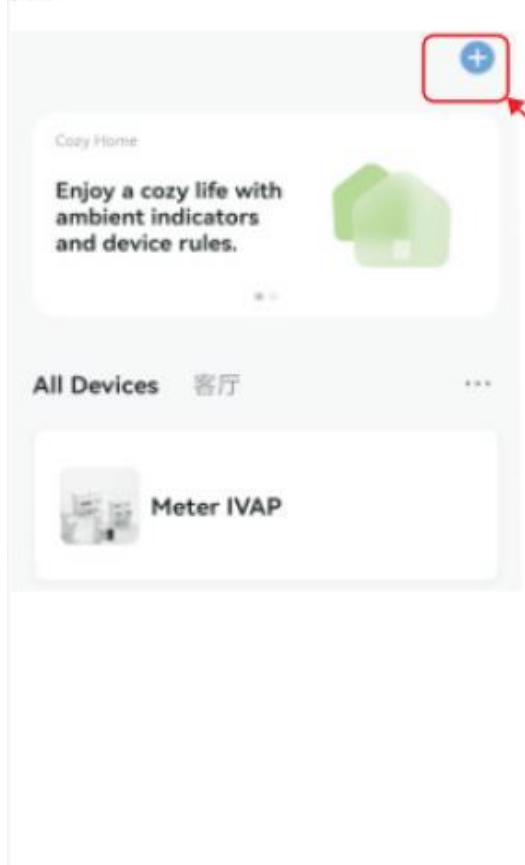 Cozy Home
Enjoy a cozy life with
ambient indicators
and device rules.
All Devices 客厅
Meter IVAP